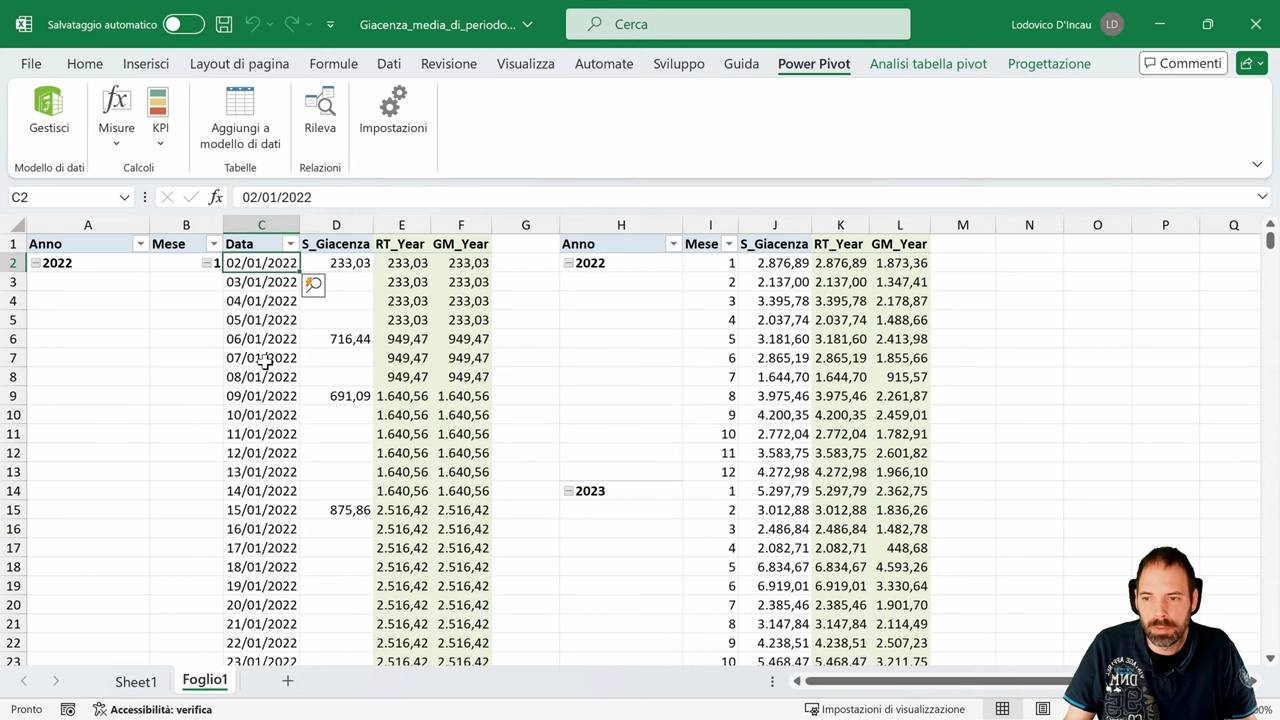 Salvataggio automatico Giacenza_media_di_periodo... Cerca Lodovico D'Incau LD
File Home Inserisci Layout di pagina Formule Dati Revisione Visualizza Automate Sviluppo Guida Power Pivot Analisi tabella pivot Progettazione Commenti
Gestisci Misure KPI Aggiungi a modello di dati Rileva Impostazioni
Modello di dati Calcoli Tabelle Relazioni
C2 fx 02/01/2022
A B C D E F G H I J K L M N O P Q
1 Anno Mese Data S_Giacenza RT_Year GM_Year Anno Mese S_Giacenza RT_Year GM_Year
2 2022 1 02/01/2022 233,03 233,03 233,03 2022 1 2.876,89 2.876,89 1.873,36
3 03/01/2022 233,03 233,03 2 2.137,00 2.137,00 1.347,41
4 04/01/2022 233,03 233,03 3 3.395,78 3.395,78 2.178,87
5 05/01/2022 233,03 233,03 4 2.037,74 2.037,74 1.488,66
6 06/01/2022 716,44 949,47 949,47 5 3.181,60 3.181,60 2.413,98
7 07/01/2022 949,47 949,47 6 2.865,19 2.865,19 1.855,66
8 08/01/2022 949,47 949,47 7 1.644,70 1.644,70 915,57
9 09/01/2022 691,09 1.640,56 1.640,56 8 3.975,46 3.975,46 2.261,87
10 10/01/2022 1.640,56 1.640,56 9 4.200,35 4.200,35 2.459,01
11 11/01/2022 1.640,56 1.640,56 10 2.772,04 2.772,04 1.782,91
12 12/01/2022 1.640,56 1.640,56 11 3.583,75 3.583,75 2.601,82
13 13/01/2022 1.640,56 1.640,56 12 4.272,98 4.272,98 1.966,10
14 14/01/2022 1.640,56 1.640,56 2023 1 5.297,79 5.297,79 2.362,75
15 15/01/2022 875,86 2.516,42 2.516,42 2 3.012,88 3.012,88 1.836,26
16 16/01/2022 2.516,42 2.516,42 3 2.486,84 2.486,84 1.482,78
17 17/01/2022 2.516,42 2.516,42 4 2.082,71 2.082,71 448,68
18 18/01/2022 2.516,42 2.516,42 5 6.834,67 6.834,67 4.593,26
19 19/01/2022 2.516,42 2.516,42 6 6.919,01 6.919,01 3.330,64
20 20/01/2022 2.516,42 2.516,42 7 2.385,46 2.385,46 1.901,70
21 21/01/2022 2.516,42 2.516,42 8 3.147,84 3.147,84 2.114,49
22 22/01/2022 2.516,42 2.516,42 9 4.238,51 4.238,51 2.507,23
23 23/01/2022 2.516,42 2.516,42 10 5.468,47 5.468,47 3.211,75
Sheet1 Foglio1
Pronto Accessibilità: verifica Impostazioni di visualizzazione